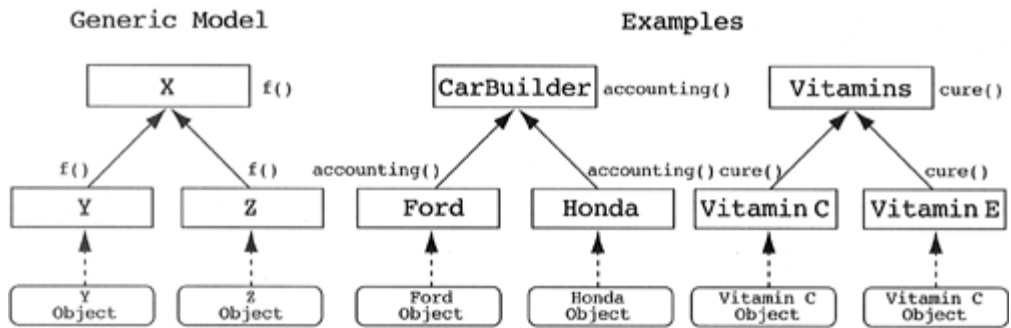 Generic Model
Examples
X
f()
CarBuilder
accounting()
Vitamins
cure()
f()
f()
accounting()
accounting()
cure()
cure()
Y
Z
Ford
Honda
Vitamin C
Vitamin E
Y
Object
Z
Object
Ford
Object
Honda
Object
Vitamin C
Object
Vitamin C
Object